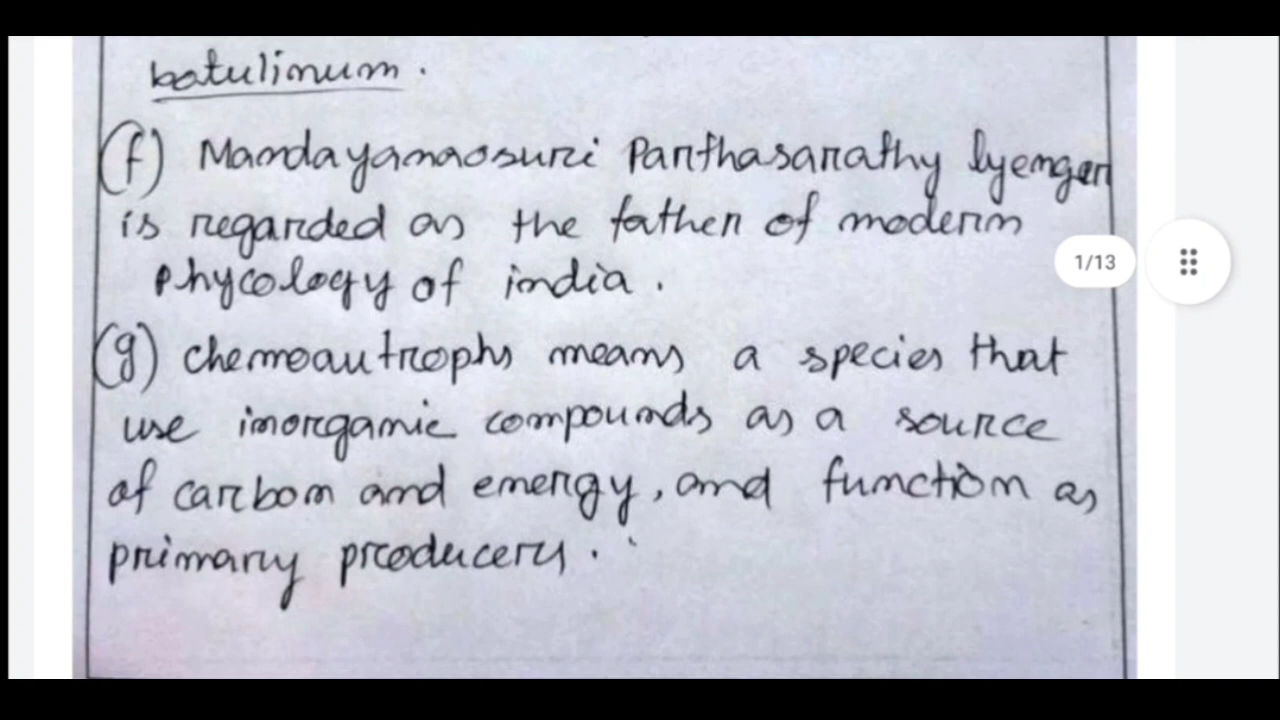 botulinum.
(f) Mandayamaosuri Parthasarathy Iyengar
is regarded as the father of modern
phycology of india.
(g) chemoautrophs means a species that
use inorganic compounds as a source
of carbon and energy, and function as
primary producers.
1/13